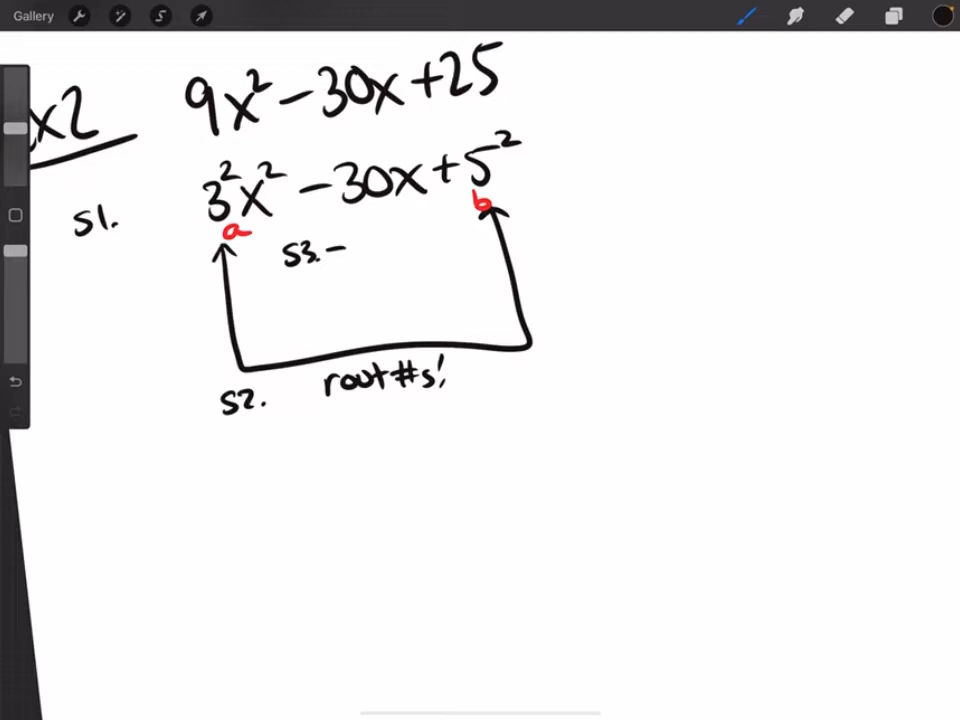 Gallery
x2
9x² - 30x + 25
s1. 3²x² - 30x + 5²
a b
s3. -
root #s!
s2.